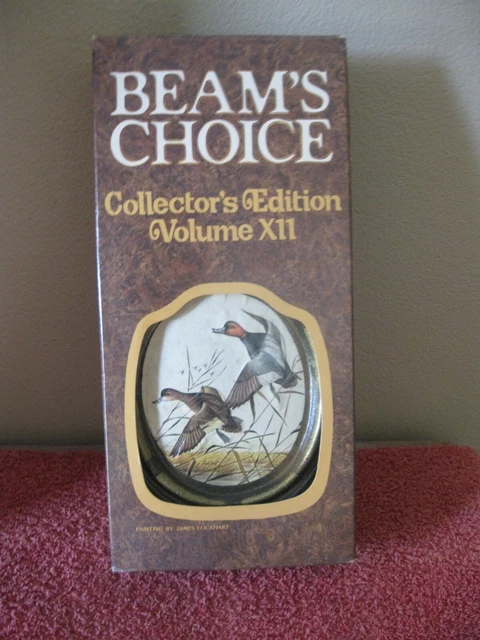 BEAM'S
CHOICE
Collector's Edition
Volume X11
PAINTING BY JAMES LOCKHART